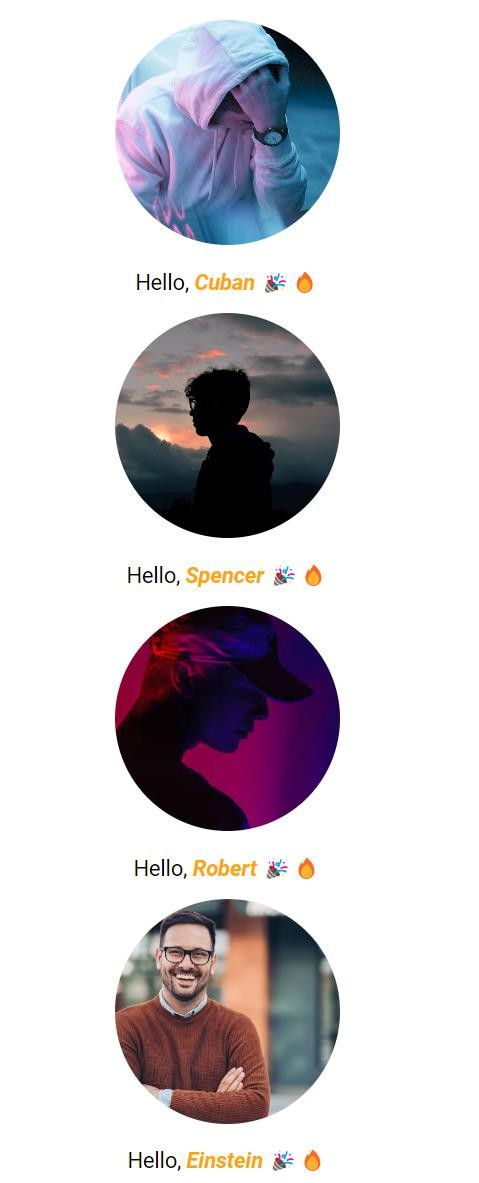 Hello, Cuban 🎉 🔥
Hello, Spencer 🎉 🔥
Hello, Robert 🎉 🔥
Hello, Einstein 🎉 🔥